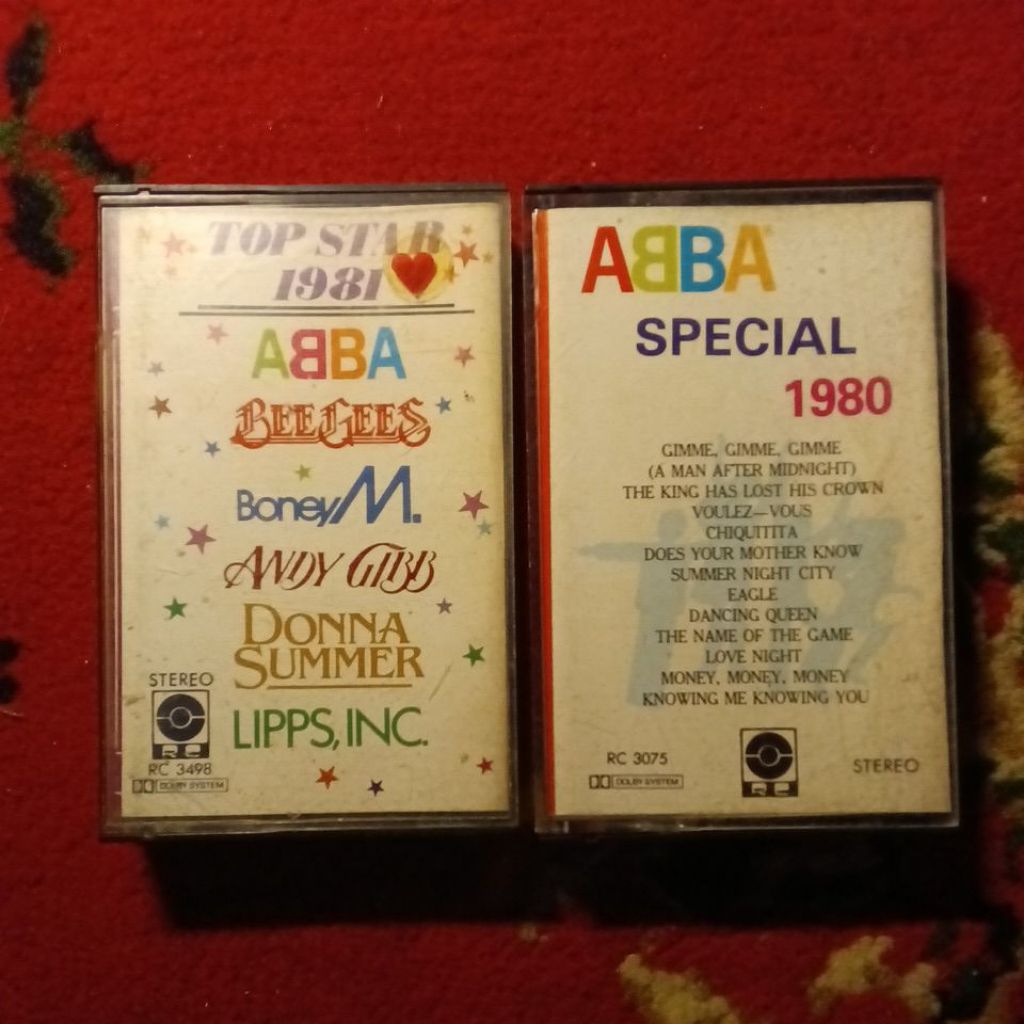 TOP STAR
1981
ABBA
BEE GEES
Boney M.
ANDY GIBB
DONNA
SUMMER
LIPPS, INC.
STEREO
RC
RC 3498
DOLBY SYSTEM
ABBA
SPECIAL
1980
GIMME, GIMME, GIMME
(A MAN AFTER MIDNIGHT)
THE KING HAS LOST HIS CROWN
VOULEZ-VOUS
CHIQUITITA
DOES YOUR MOTHER KNOW
SUMMER NIGHT CITY
EAGLE
DANCING QUEEN
THE NAME OF THE GAME
LOVE NIGHT
MONEY, MONEY, MONEY
KNOWING ME KNOWING YOU
RC 3075
DOLBY SYSTEM
RC
STEREO